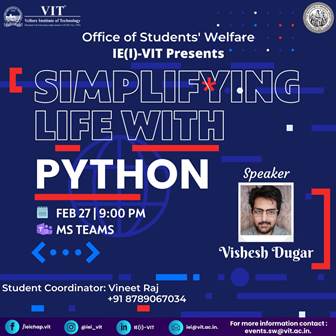 VIT
Vellore Institute of Technology
Office of Students' Welfare
IE(I)-VIT Presents
SIMPLIFYING
LIFE WITH
PYTHON
FEB 27 | 9:00 PM
MS TEAMS
Speaker
Vishesh Dugar
Student Coordinator: Vineet Raj
+91 8789067034
/ieichap.vit
@iei_vit
IE(I)-VIT
iei@vit.ac.in.
For more information contact :
events.sw@vit.ac.in.